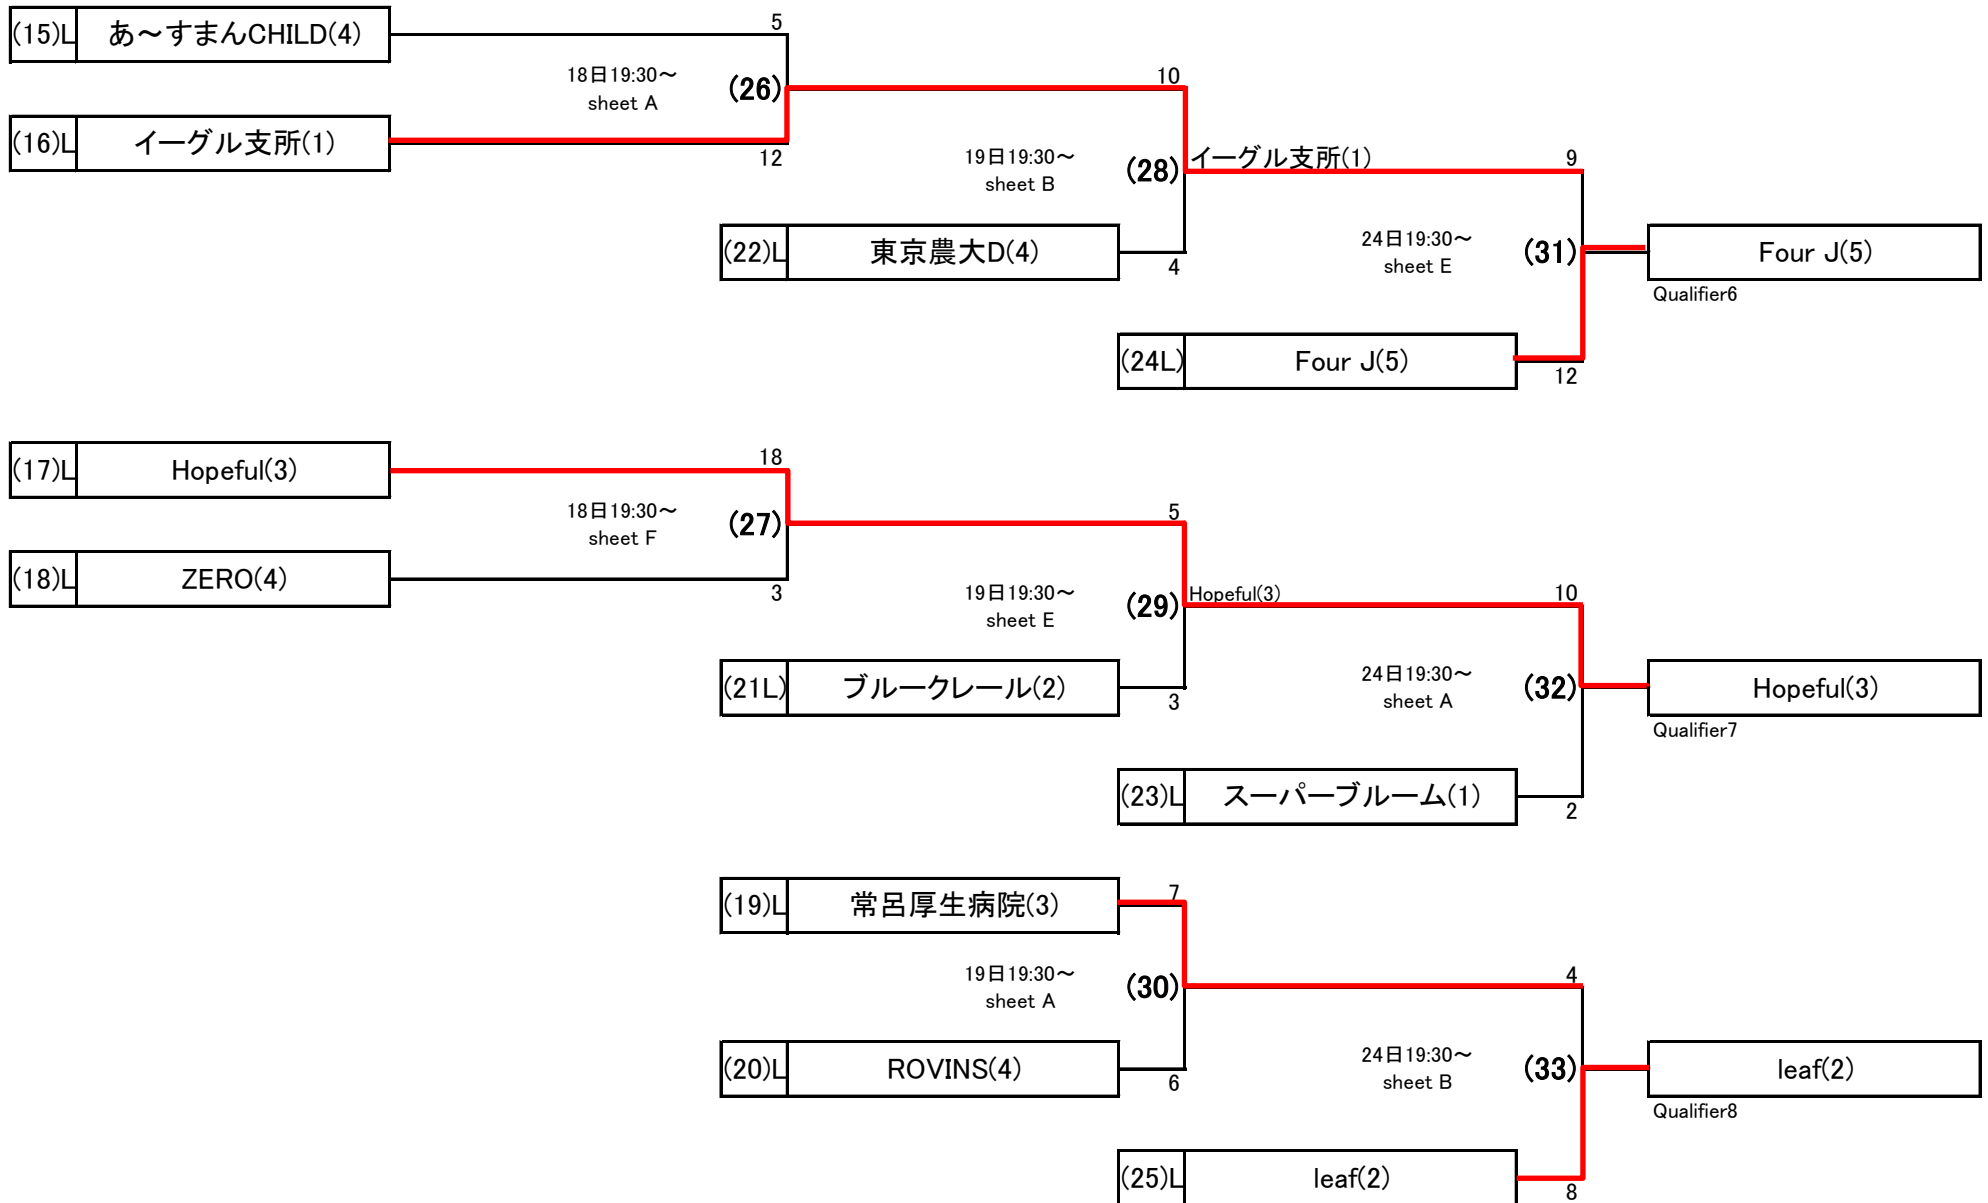 (15)L あ～すまんCHILD(4) 5
18日19:30～
sheet A
(26)
10
(16)L イーグル支所(1) 12
19日19:30～
sheet B
(28)
イーグル支所(1) 9
(22)L 東京農大D(4) 4
24日19:30～
sheet E
(31)
Four J(5)
Qualifier6
(24L) Four J(5) 12
(17)L Hopeful(3) 18
18日19:30～
sheet F
(27)
5
(18)L ZERO(4) 3
19日19:30～
sheet E
(29)
Hopeful(3) 10
(21L) ブルークレール(2) 3
24日19:30～
sheet A
(32)
Hopeful(3)
Qualifier7
(23)L スーパーブルーム(1) 2
(19)L 常呂厚生病院(3) 7
19日19:30～
sheet A
(30)
4
(20)L ROVINS(4) 6
24日19:30～
sheet B
(33)
leaf(2)
Qualifier8
(25)L leaf(2) 8